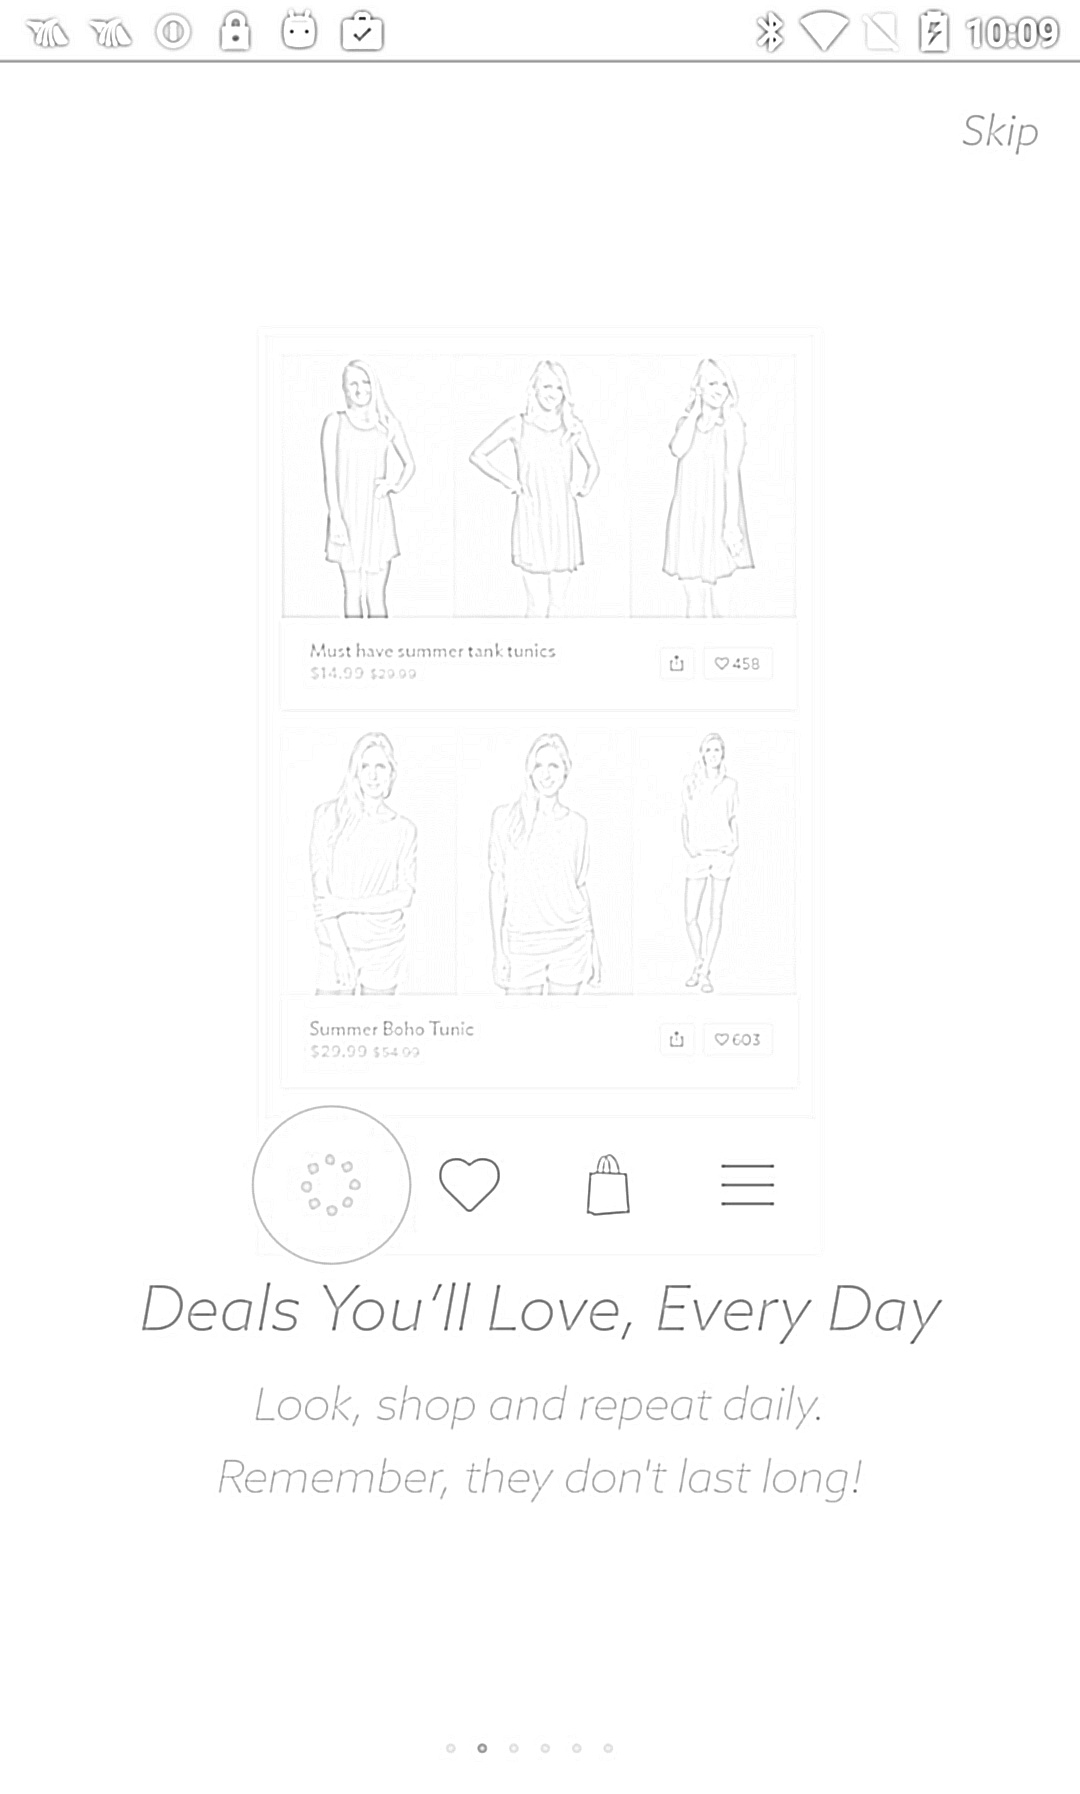 10:09
Skip
Must have summer tank tunics
$14.99 $29.99
458
Summer Boho Tunic
$29.99 $54.99
603
Deals You'll Love, Every Day
Look, shop and repeat daily.
Remember, they don't last long!